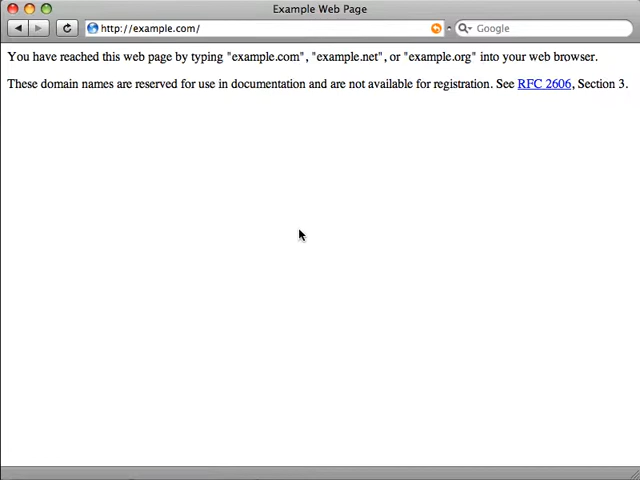 Example Web Page
http://example.com/
Google
You have reached this web page by typing "example.com", "example.net", or "example.org" into your web browser.
These domain names are reserved for use in documentation and are not available for registration. See RFC 2606, Section 3.